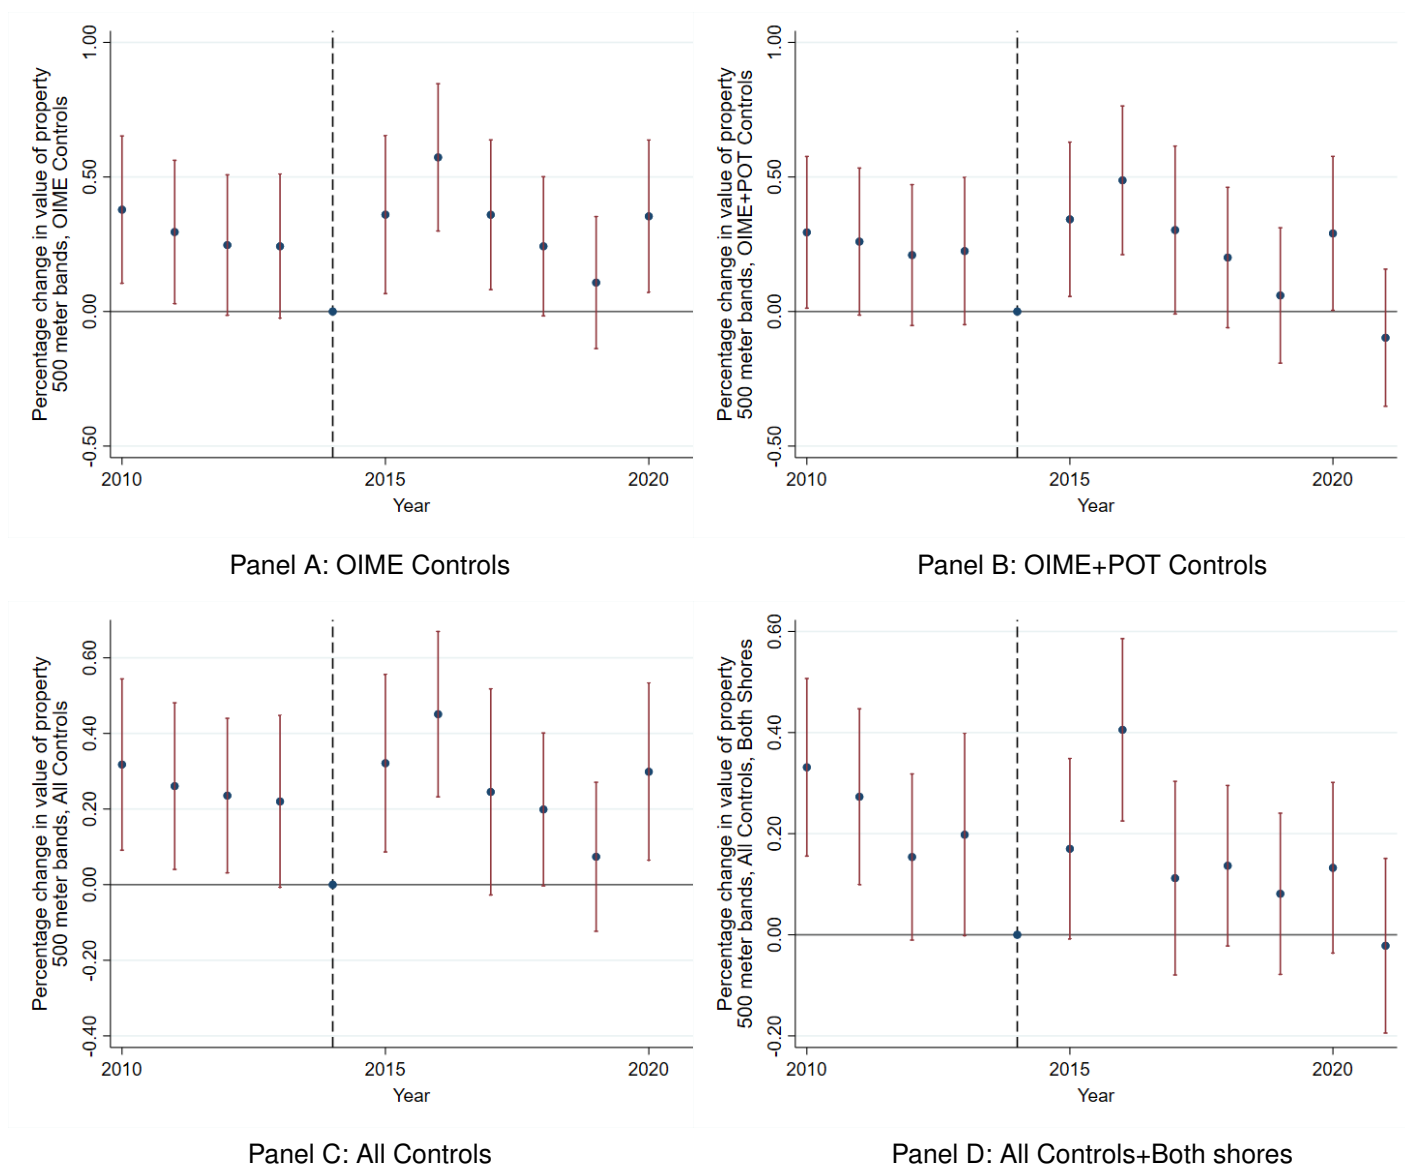 Percentage change in value of property
500 meter bands, OIME Controls
1.00
0.50
0.00
-0.50
2010
2015
2020
Year
Panel A: OIME Controls
Percentage change in value of property
500 meter bands, OIME+POT Controls
1.00
0.50
0.00
-0.50
2010
2015
2020
Year
Panel B: OIME+POT Controls
Percentage change in value of property
500 meter bands, All Controls
0.60
0.40
0.20
0.00
-0.20
-0.40
2010
2015
2020
Year
Panel C: All Controls
Percentage change in value of property
500 meter bands, All Controls, Both Shores
0.60
0.40
0.20
0.00
-0.20
2010
2015
2020
Year
Panel D: All Controls+Both shores